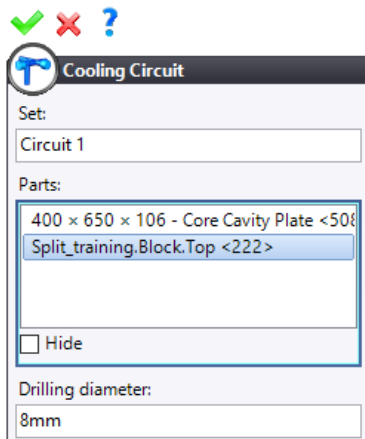 ?
Cooling Circuit
Set:
Circuit 1
Parts:
400 × 650 × 106 - Core Cavity Plate <508
Split_training.Block.Top <222>
Hide
Drilling diameter:
8mm